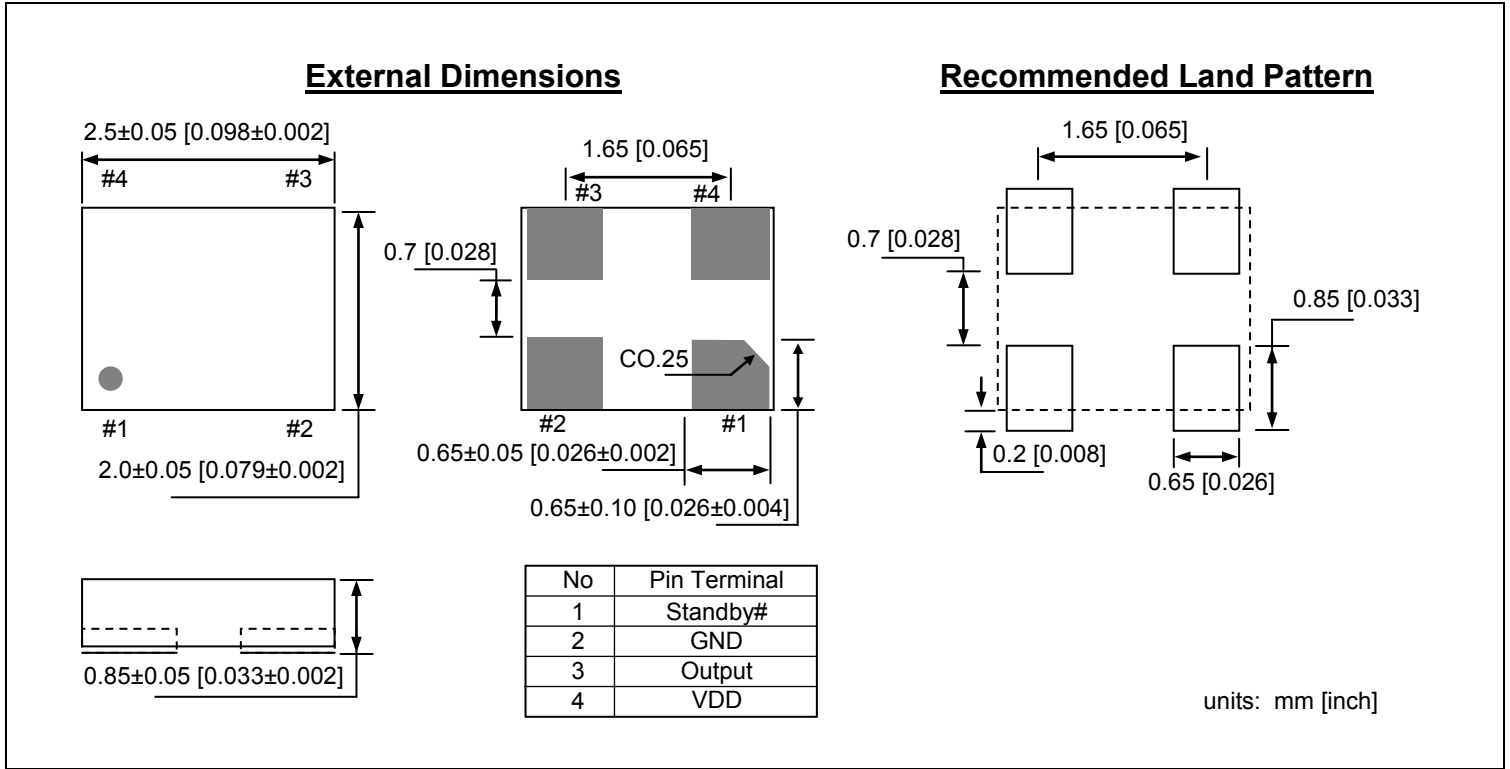 External Dimensions
2.5±0.05 [0.098±0.002]
#4 #3
#1 #2
2.0±0.05 [0.079±0.002]
1.65 [0.065]
#3 #4
0.7 [0.028]
CO.25
#2 #1
0.65±0.05 [0.026±0.002]
0.65±0.10 [0.026±0.004]
Recommended Land Pattern
1.65 [0.065]
0.7 [0.028]
0.85 [0.033]
0.2 [0.008]
0.65 [0.026]
0.85±0.05 [0.033±0.002]
No Pin Terminal
1 Standby#
2 GND
3 Output
4 VDD
units: mm [inch]